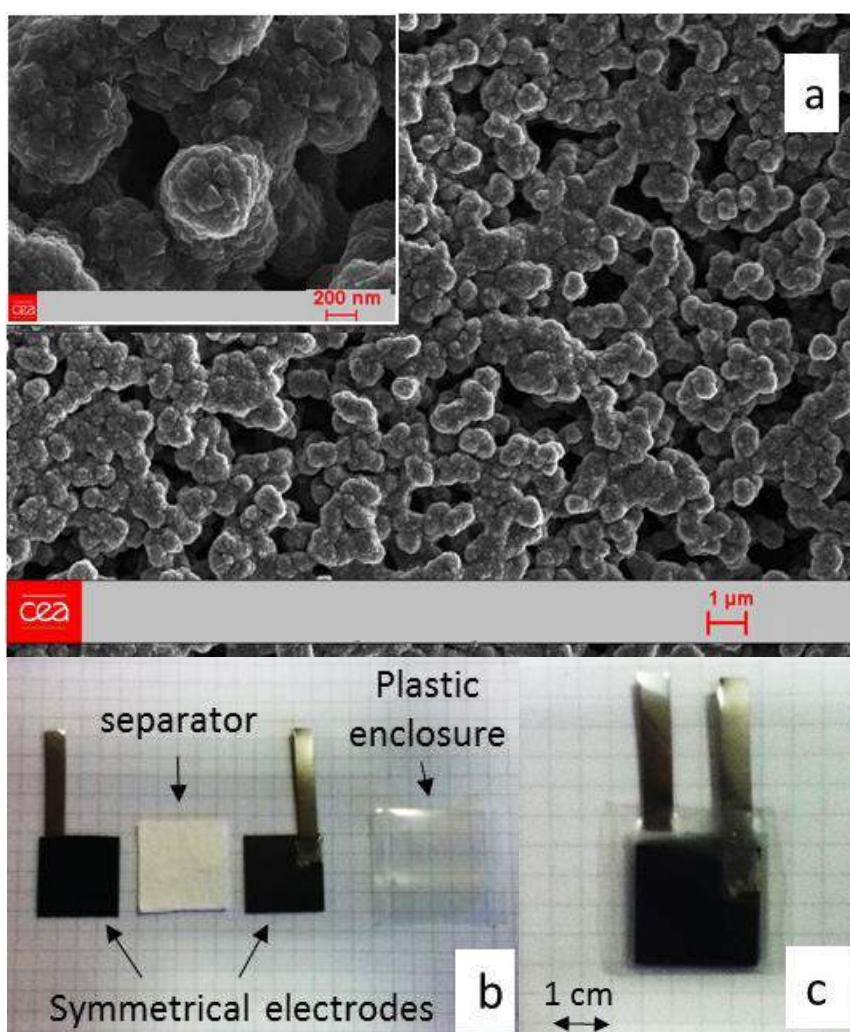 a
cea
200 nm
cea
1 µm
separator
Plastic
enclosure
Symmetrical electrodes
b
1 cm
c